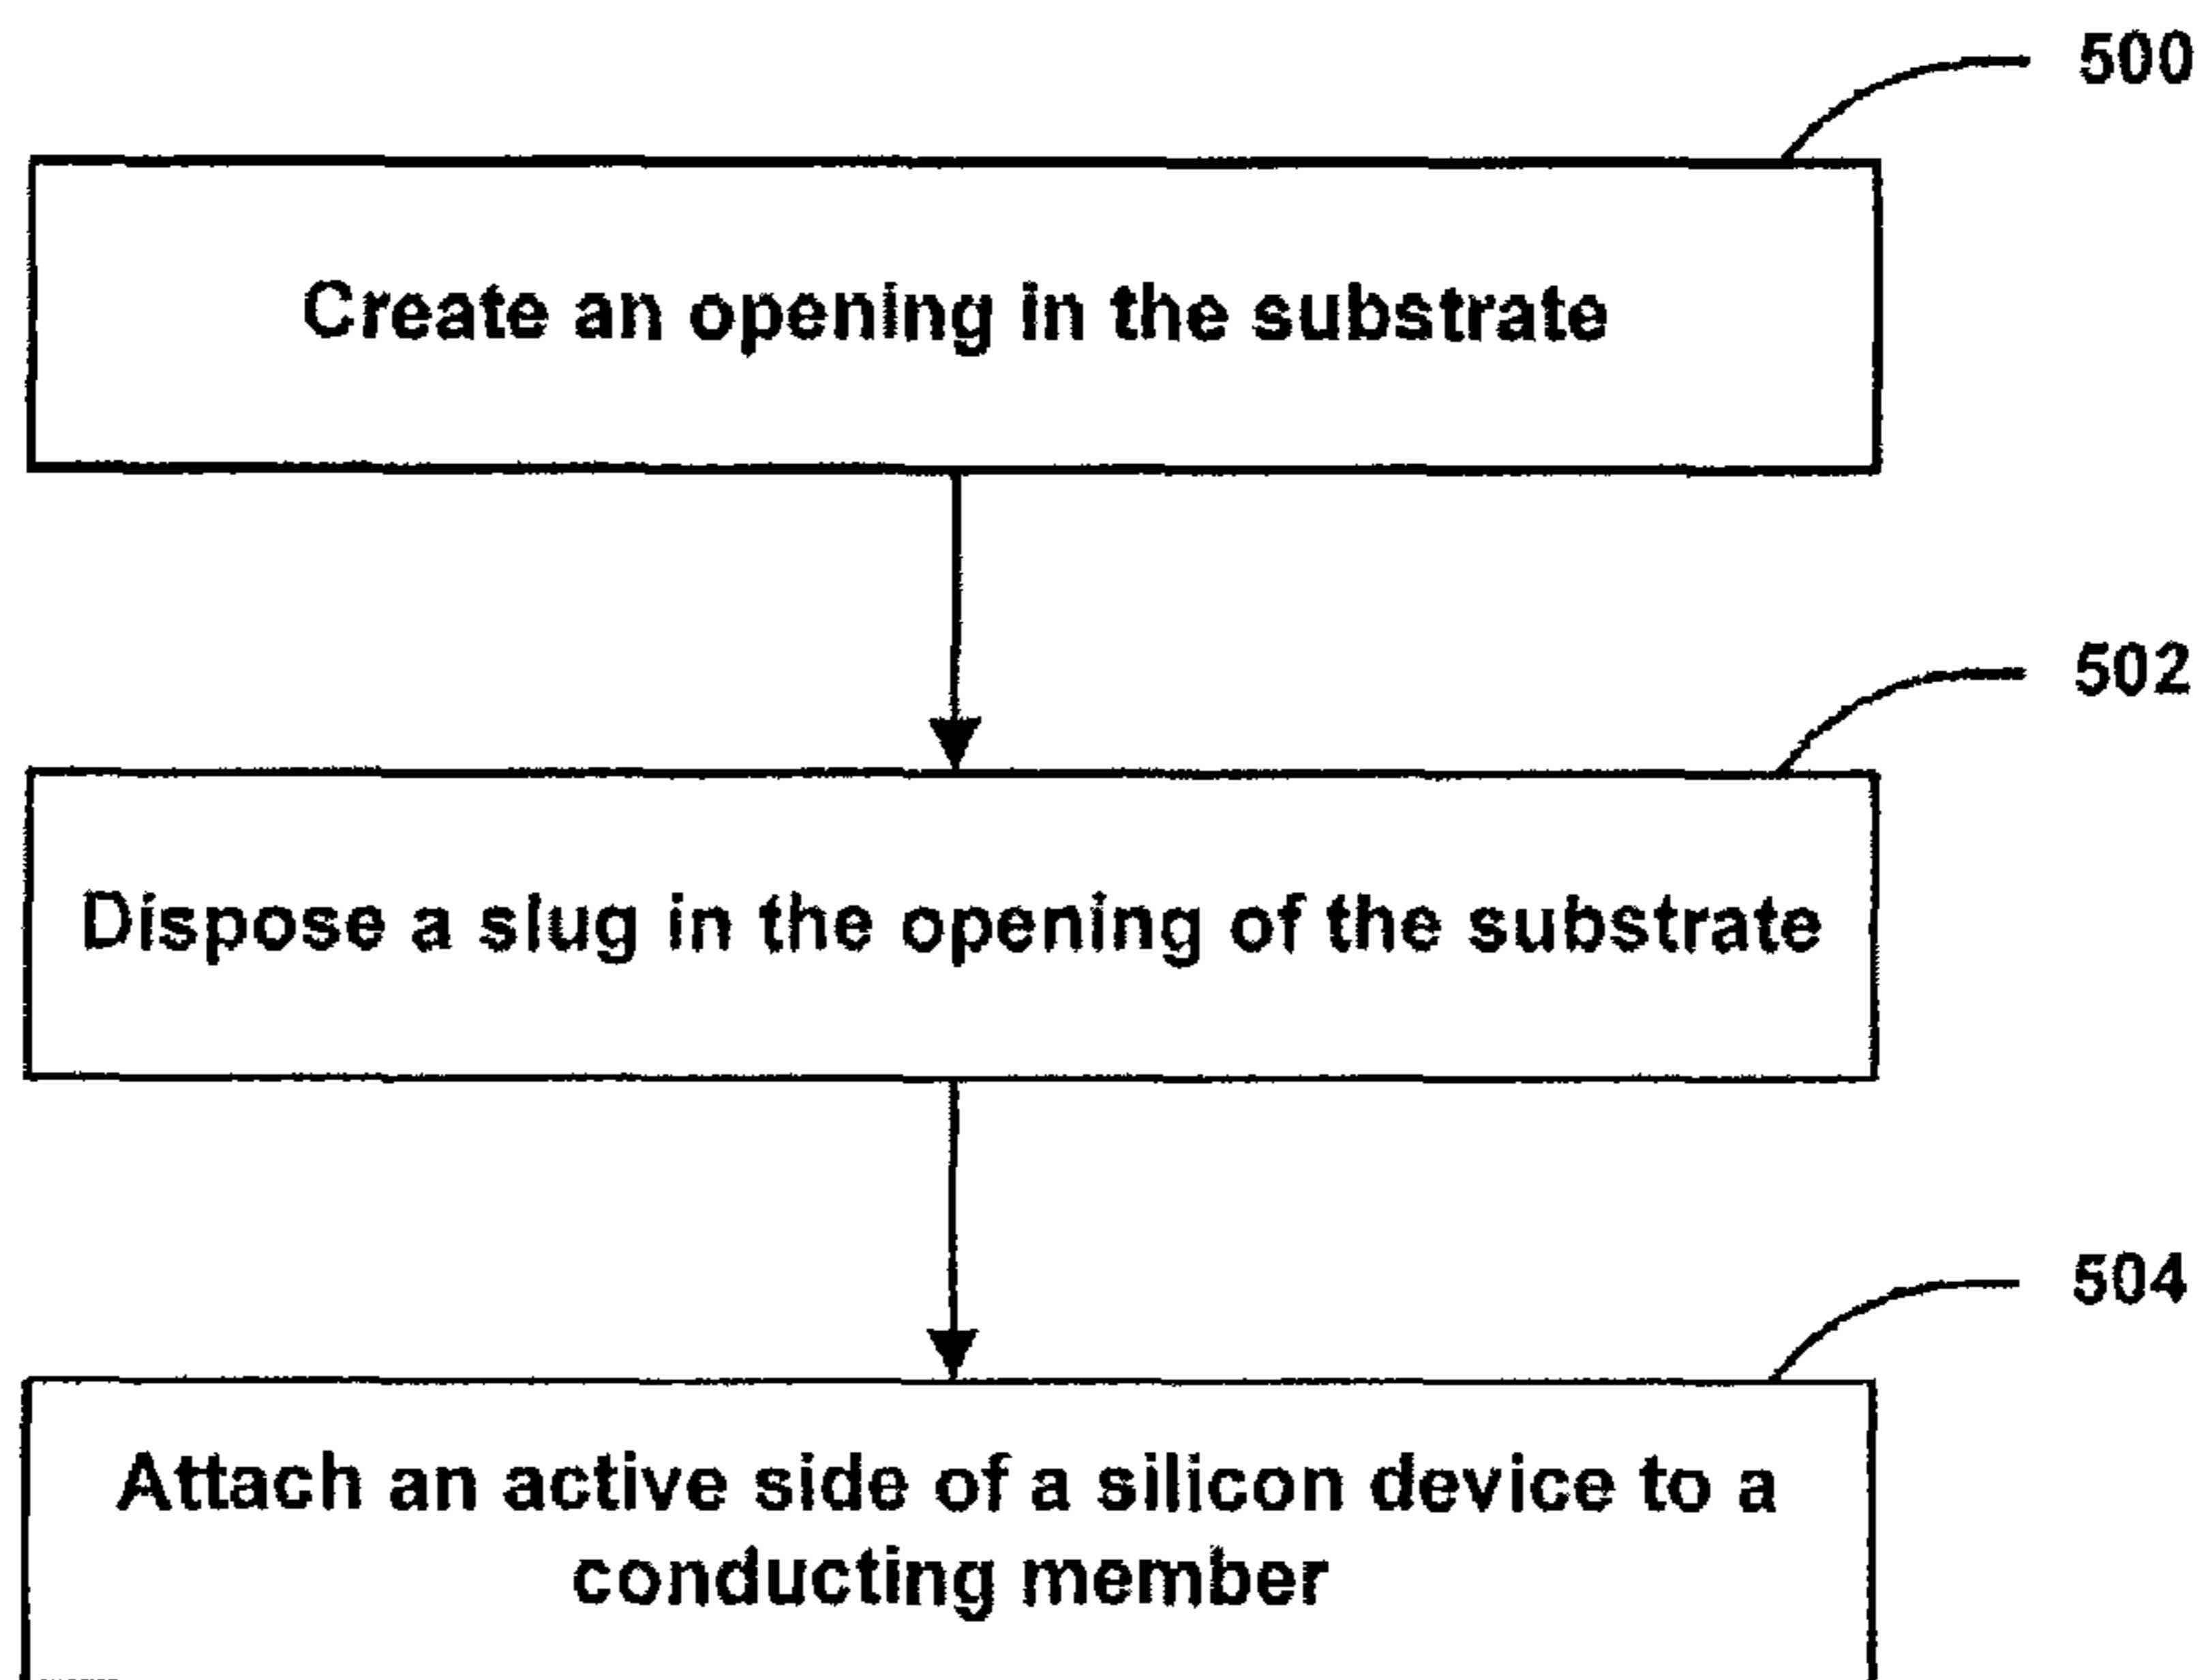 500
Create an opening in the substrate
502
Dispose a slug in the opening of the substrate
504
Attach an active side of a silicon device to a
conducting member